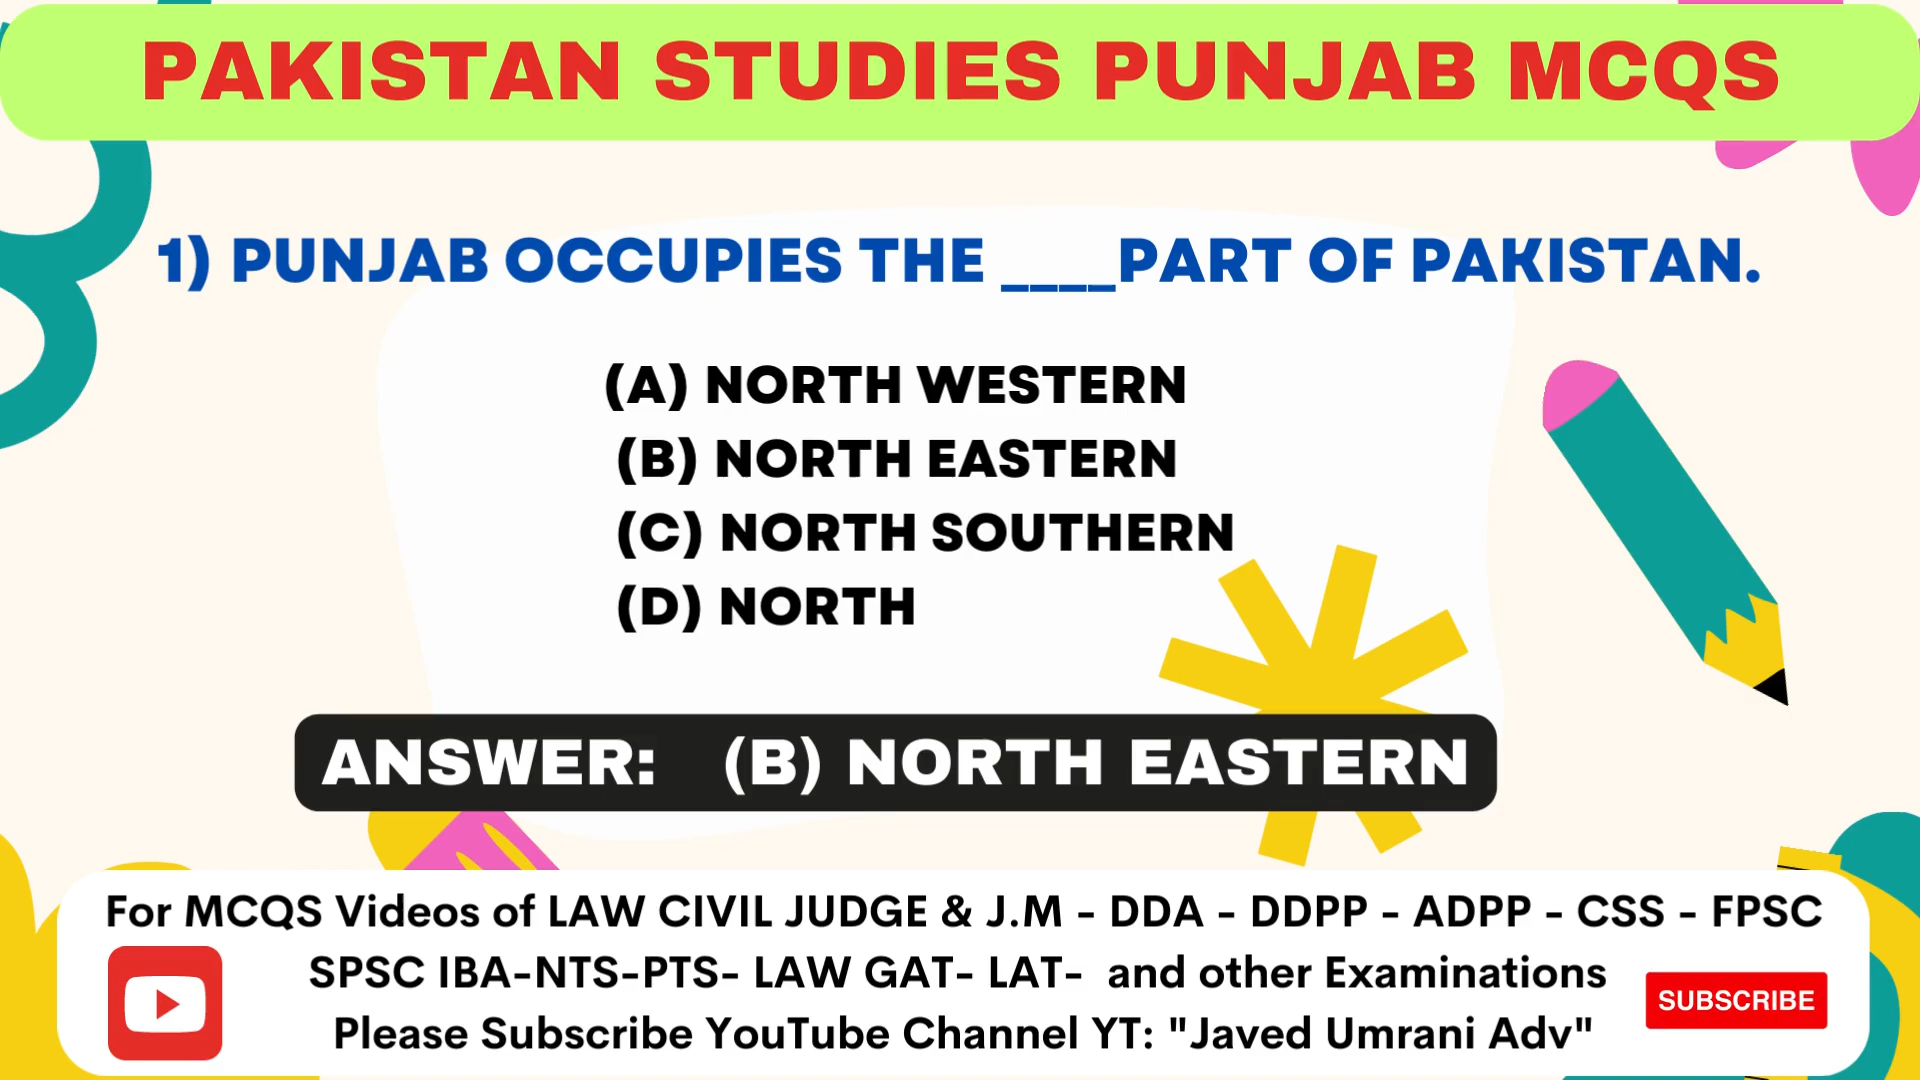 PAKISTAN STUDIES PUNJAB MCQS
1) PUNJAB OCCUPIES THE ____PART OF PAKISTAN.
(A) NORTH WESTERN
(B) NORTH EASTERN
(C) NORTH SOUTHERN
(D) NORTH
ANSWER: (B) NORTH EASTERN
For MCQS Videos of LAW CIVIL JUDGE & J.M - DDA - DDPP - ADPP - CSS - FPSC
SPSC IBA-NTS-PTS- LAW GAT- LAT- and other Examinations
SUBSCRIBE
Please Subscribe YouTube Channel YT: "Javed Umrani Adv"